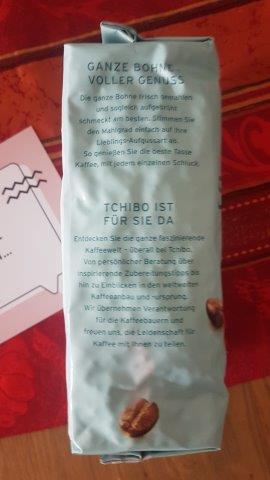 GANZE BOHNE,
VOLLER GENUSS
Die ganze Bohne frisch gemahlen
und sogleich aufgebrüht
schmeckt am besten. Stimmen Sie
den Mahlgrad einfach auf Ihre
Lieblings-Aufgussart ab.
So genießen Sie die beste Tasse
Kaffee, mit jedem einzelnen Schluck.
TCHIBO IST
FÜR SIE DA
Entdecken Sie die ganze faszinierende
Kaffeewelt – überall bei Tchibo.
Von persönlicher Beratung über
inspirierende Zubereitungstipps bis
hin zu Einblicken in den weltweiten
Kaffeeanbau und -ursprung.
Wir übernehmen Verantwortung
für die Kaffeebauern und
freuen uns, die Leidenschaft für
Kaffee mit Ihnen zu teilen.